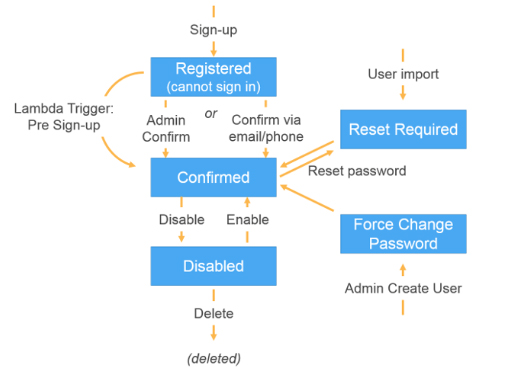 Sign-up
Registered
(cannot sign in)
User import
Lambda Trigger:
Pre Sign-up
or
Admin
Confirm
Confirm via
email/phone
Reset Required
Confirmed
Reset password
Disable
Enable
Force Change
Password
Disabled
Admin Create User
Delete
(deleted)